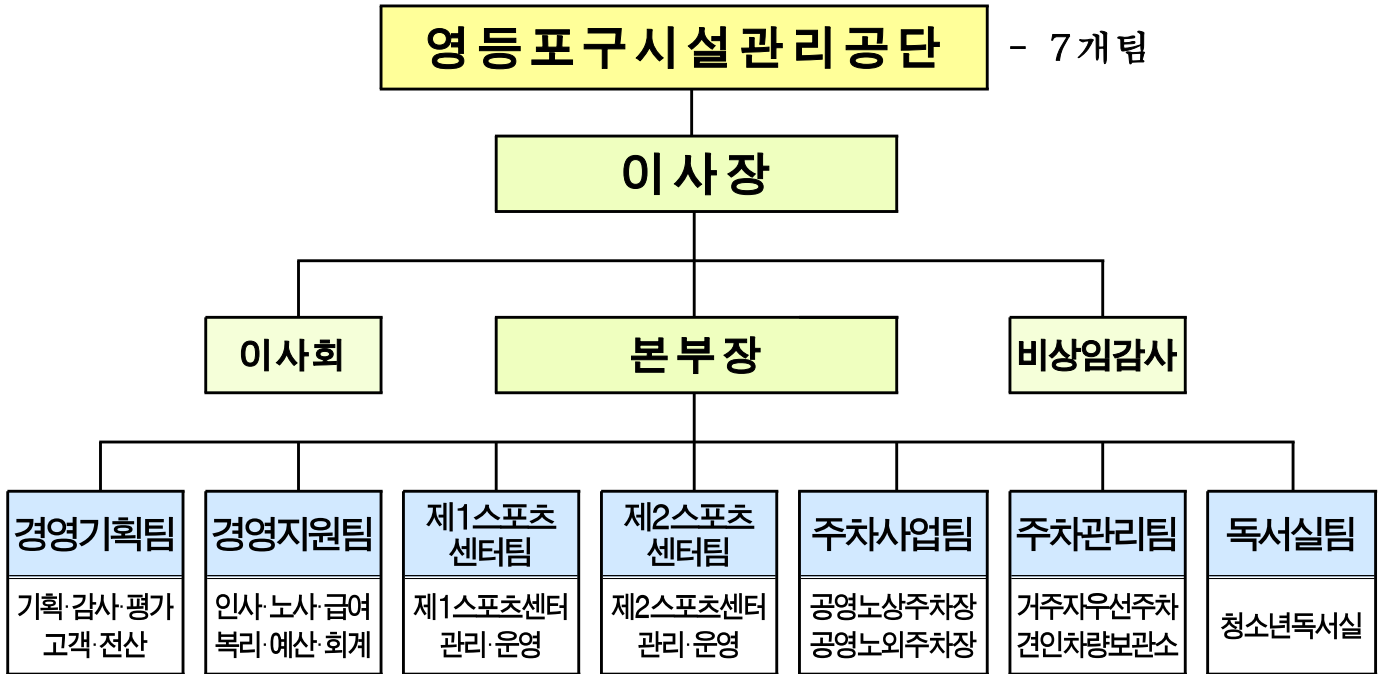 영등포구시설관리공단 - 7개팀
이사장
이사회 본부장 비상임감사
경영기획팀
기획·감사·평가
고객·전산
경영지원팀
인사·노사·급여
복리·예산·회계
제1스포츠
센터팀
제1스포츠센터
관리·운영
제2스포츠
센터팀
제2스포츠센터
관리·운영
주차사업팀
공영노상주차장
공영노외주차장
주차관리팀
거주자우선주차
견인차량보관소
독서실팀
청소년독서실